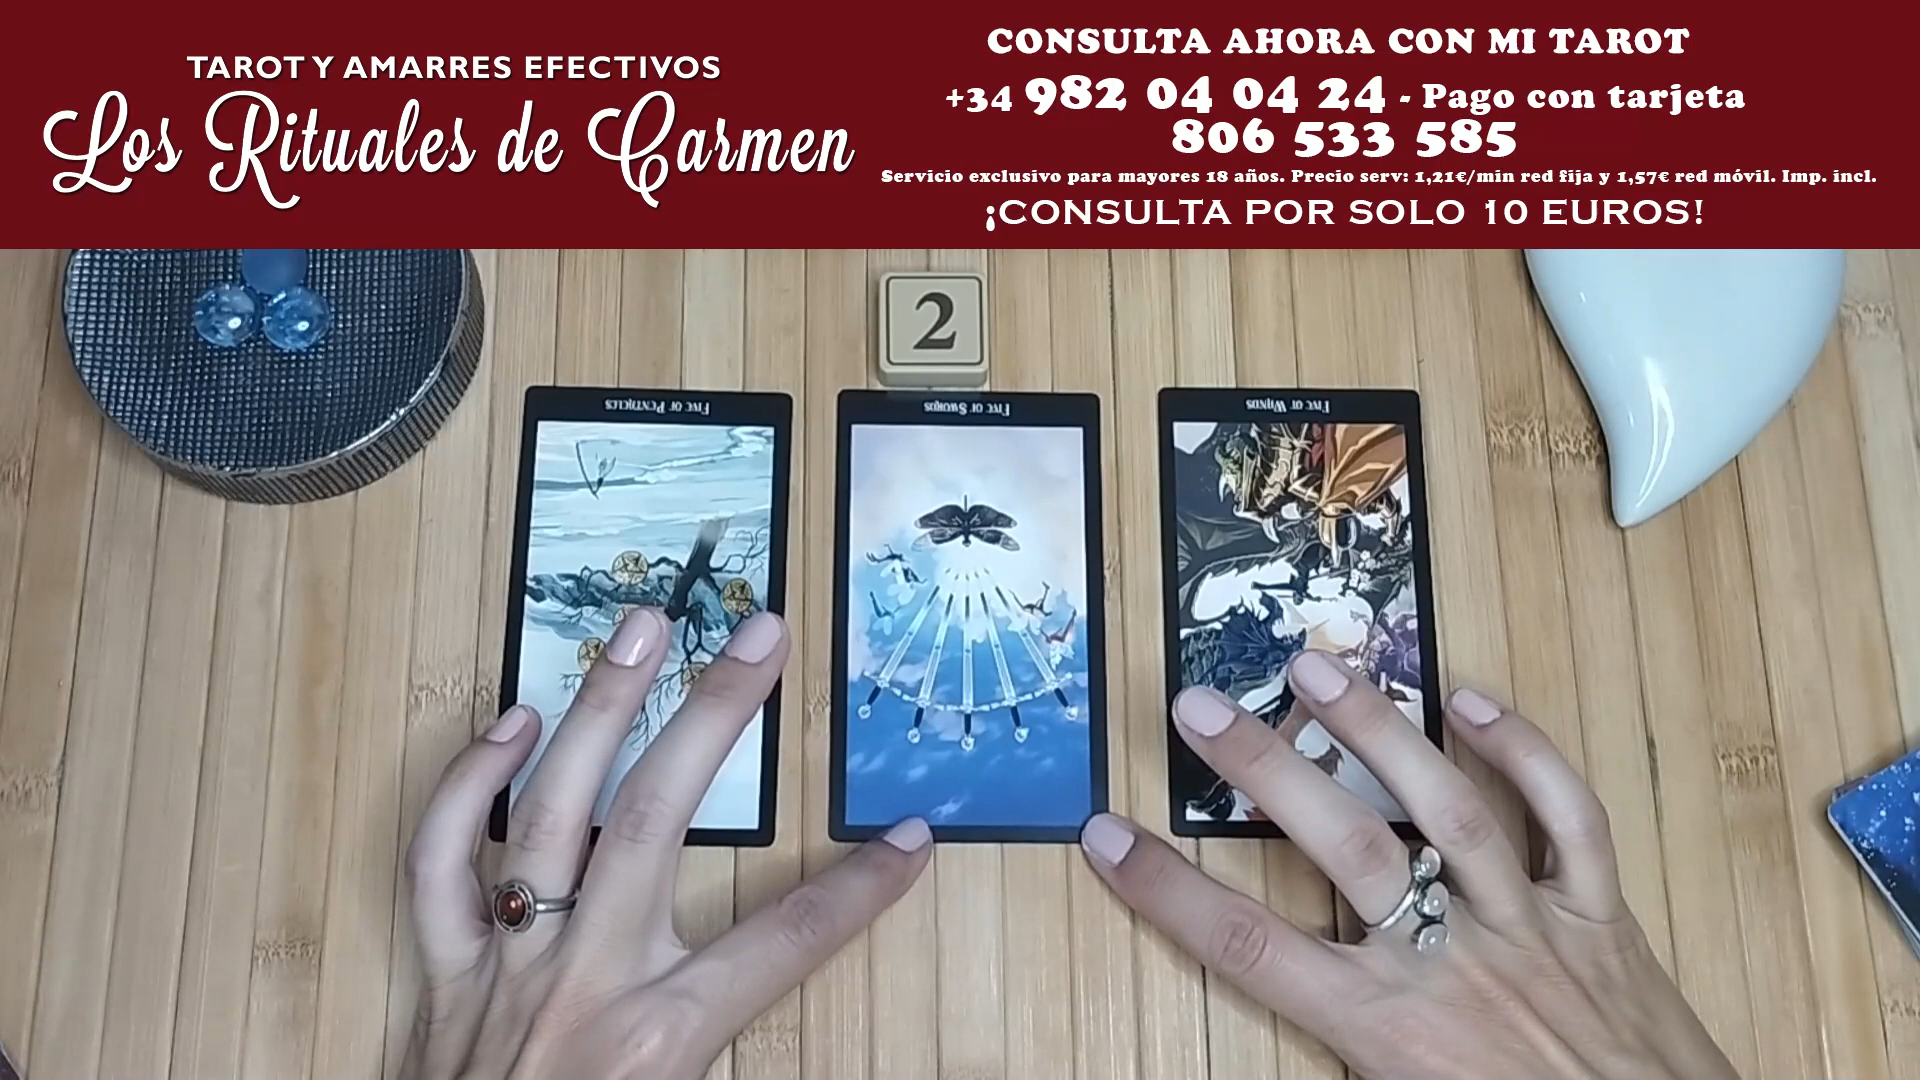 TAROT Y AMARRES EFECTIVOS
Los Rituales de Carmen
CONSULTA AHORA CON MI TAROT
+34 982 04 04 24 - Pago con tarjeta
806 533 585
Servicio exclusivo para mayores 18 años. Precio serv: 1,21€/min red fija y 1,57€ red móvil. Imp. incl.
¡CONSULTA POR SOLO 10 EUROS!
2
FIVE OF PENTACLES
FIVE OF SWORDS
FIVE OF WANDS